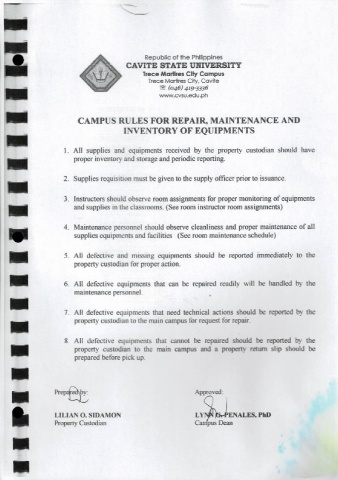 Republic of the Philippines
CAVITE STATE UNIVERSITY
Trece Martires City Campus
Trece Martires City, Cavite
(046) 419-3506
www.cvsu.edu.ph
CAMPUS RULES FOR REPAIR, MAINTENANCE AND
INVENTORY OF EQUIPMENTS
1. All supplies and equipments received by the property custodian should have
proper inventory and storage and periodic reporting.
2. Supplies requisition must be given to the supply officer prior to issuance.
3. Instructors should observe room assignments for proper monitoring of equipments
and supplies in the classrooms. (See room instructor room assignments)
4. Maintenance personnel should observe cleanliness and proper maintenance of all
supplies equipments and facilities (See room maintenance schedule)
5. All defective and missing equipments should be reported immediately to the
property custodian for proper action.
6. All defective equipments that can be repaired readily will be handled by the
maintenance personnel.
7. All defective equipments that need technical actions should be reported by the
property custodian to the main campus for request for repair.
8. All defective equipments that cannot be repaired should be reported by the
property custodian to the main campus and a property return slip should be
prepared before pick up.
Prepared by: Approved:
LILIAN O. SIDAMON LYNN G. PENALES, PhD
Property Custodian Campus Dean